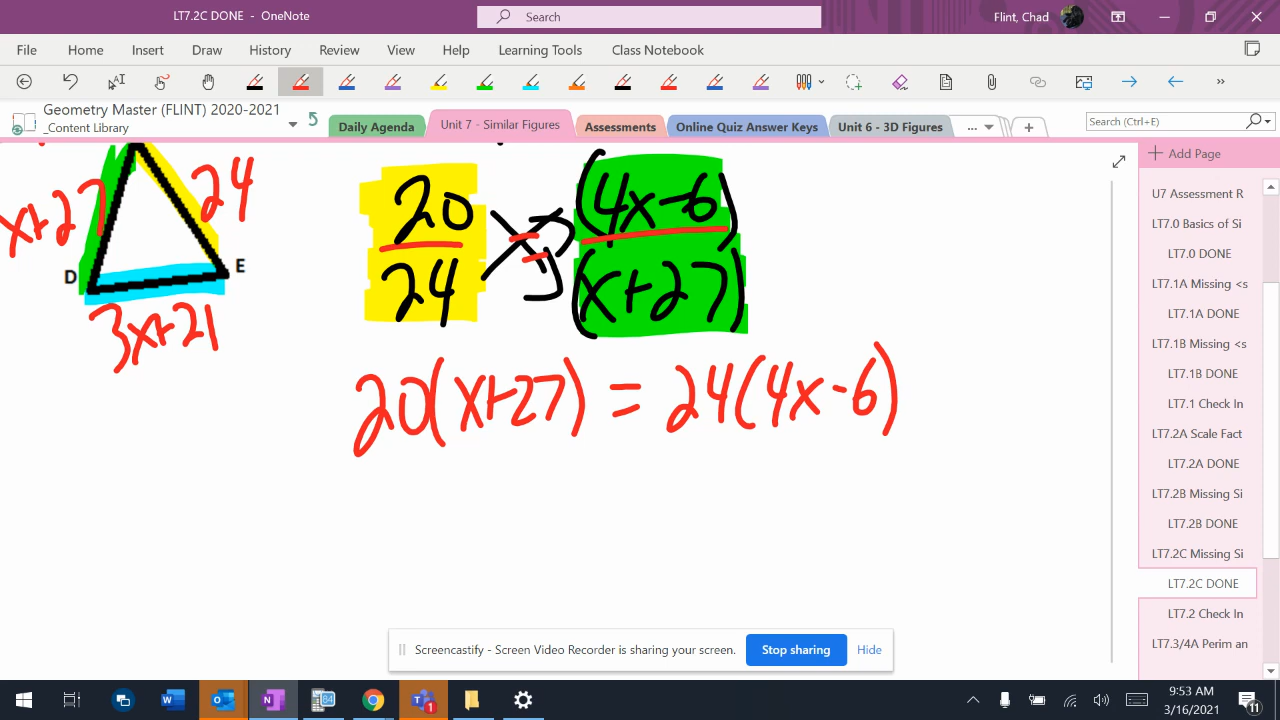 LT7.2C DONE - OneNote
Search
Flint, Chad
File Home Insert Draw History Review View Help Learning Tools Class Notebook
Geometry Master (FLINT) 2020-2021
_Content Library
Daily Agenda
Unit 7 - Similar Figures
Assessments
Online Quiz Answer Keys
Unit 6 - 3D Figures
...
Search (Ctrl+E)
Add Page
U7 Assessment R
LT7.0 Basics of Si
LT7.0 DONE
LT7.1A Missing <s
LT7.1A DONE
LT7.1B Missing <s
LT7.1B DONE
LT7.1 Check In
LT7.2A Scale Fact
LT7.2A DONE
LT7.2B Missing Si
LT7.2B DONE
LT7.2C Missing Si
LT7.2C DONE
LT7.2 Check In
LT7.3/4A Perim an
x+27
24
D
E
3x+21
20
24
=
(4x-6)
(x+27)
20(x+27) = 24(4x-6)
Screencastify - Screen Video Recorder is sharing your screen.
Stop sharing
Hide
84
1
9:53 AM
3/16/2021
11